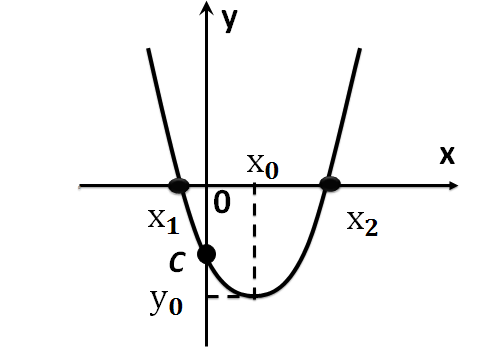 y
x₀
x
0
x₁
x₂
c
y₀